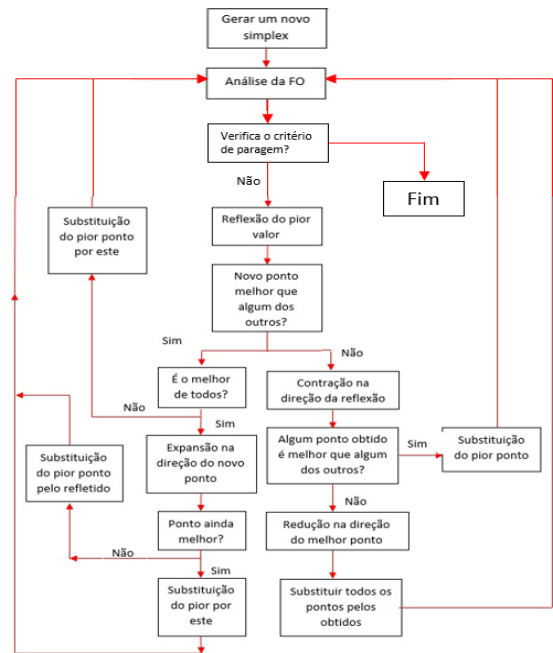 Gerar um novo
simplex
Análise da FO
Verifica o critério
de paragem?
Não
Fim
Substituição
do pior ponto
por este
Reflexão do pior
valor
Novo ponto
melhor que
algum dos
outros?
Sim
Não
É o melhor
de todos?
Contração na
direção da reflexão
Não
Sim
Substituição
do pior ponto
pelo refletido
Expansão na
direção do novo
ponto
Algum ponto obtido
é melhor que algum
dos outros?
Sim
Substituição
do pior ponto
Não
Ponto ainda
melhor?
Redução na direção
do melhor ponto
Não
Sim
Substituição
do pior por
este
Substituir todos os
pontos pelos
obtidos